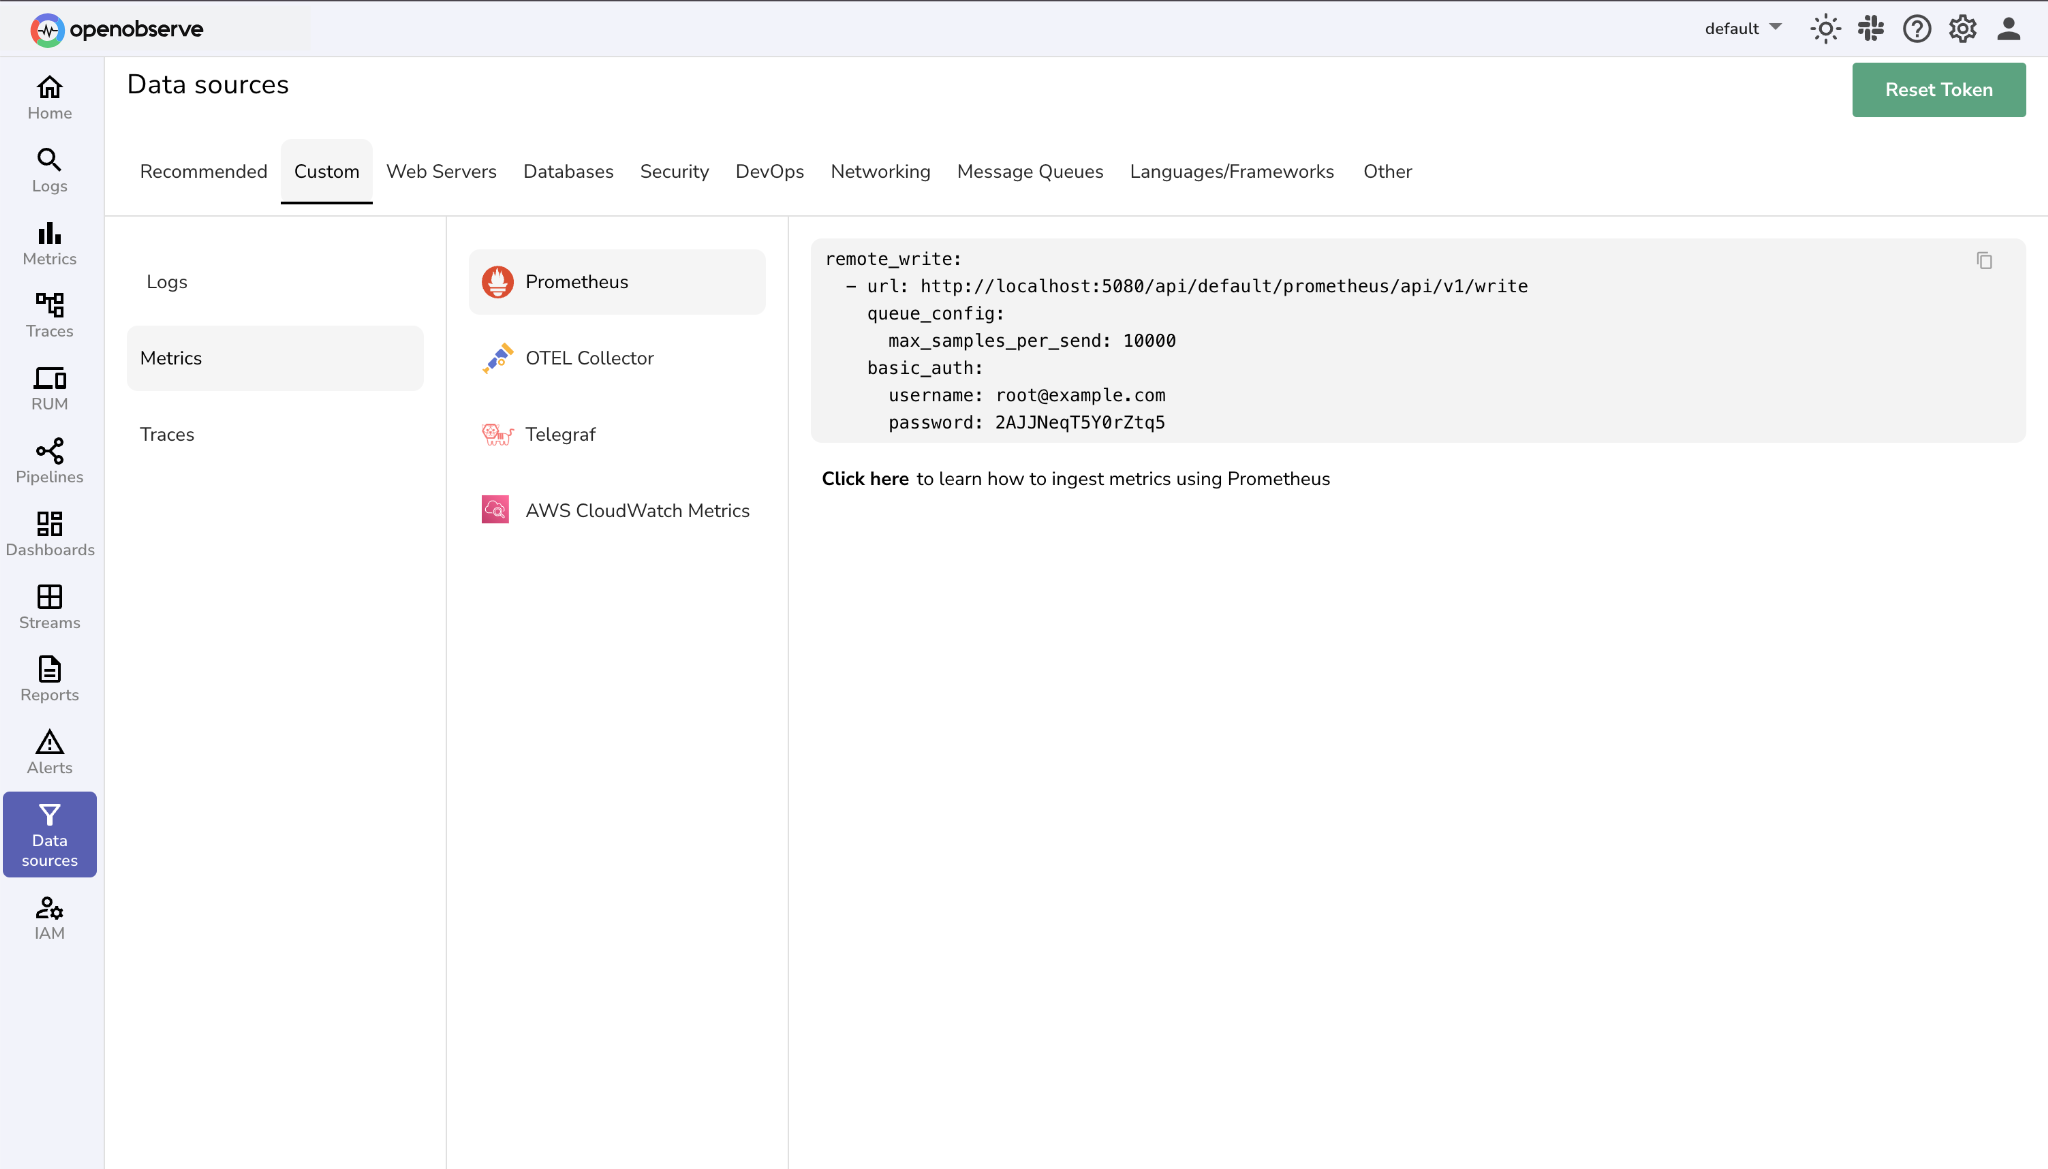 openobserve
default
Data sources
Reset Token
Recommended
Custom
Web Servers
Databases
Security
DevOps
Networking
Message Queues
Languages/Frameworks
Other
Home
Logs
Metrics
Traces
RUM
Pipelines
Dashboards
Streams
Reports
Alerts
Data
sources
IAM
Logs
Metrics
Traces
Prometheus
OTEL Collector
Telegraf
AWS CloudWatch Metrics
remote_write:
  - url: http://localhost:5080/api/default/prometheus/api/v1/write
    queue_config:
      max_samples_per_send: 10000
    basic_auth:
      username: root@example.com
      password: 2AJJNeqT5Y0rZtq5
Click here to learn how to ingest metrics using Prometheus